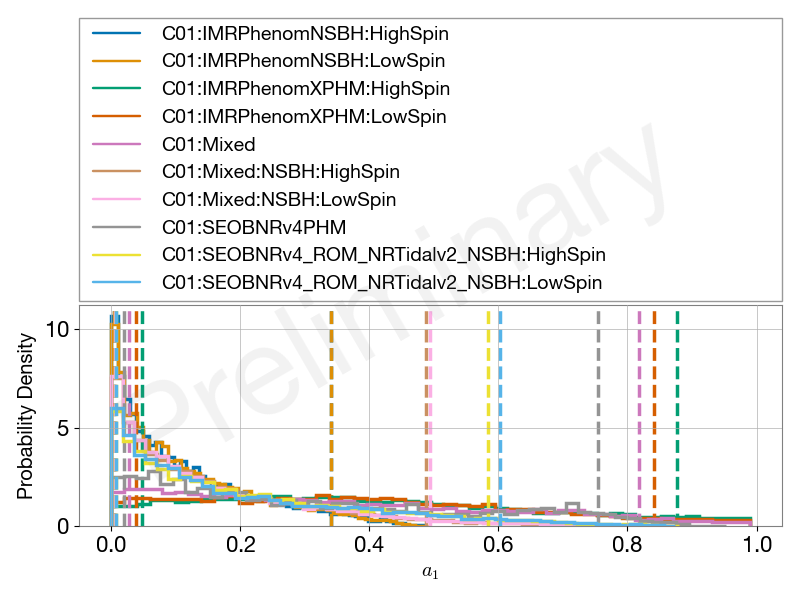 C01:IMRPhenomNSBH:HighSpin
C01:IMRPhenomNSBH:LowSpin
C01:IMRPhenomXPHM:HighSpin
C01:IMRPhenomXPHM:LowSpin
C01:Mixed
C01:Mixed:NSBH:HighSpin
C01:Mixed:NSBH:LowSpin
C01:SEOBNRv4PHM
C01:SEOBNRv4_ROM_NRTidalv2_NSBH:HighSpin
C01:SEOBNRv4_ROM_NRTidalv2_NSBH:LowSpin
Preliminary
Probability Density
10
5
0
0.0 0.2 0.4 0.6 0.8 1.0
a₁